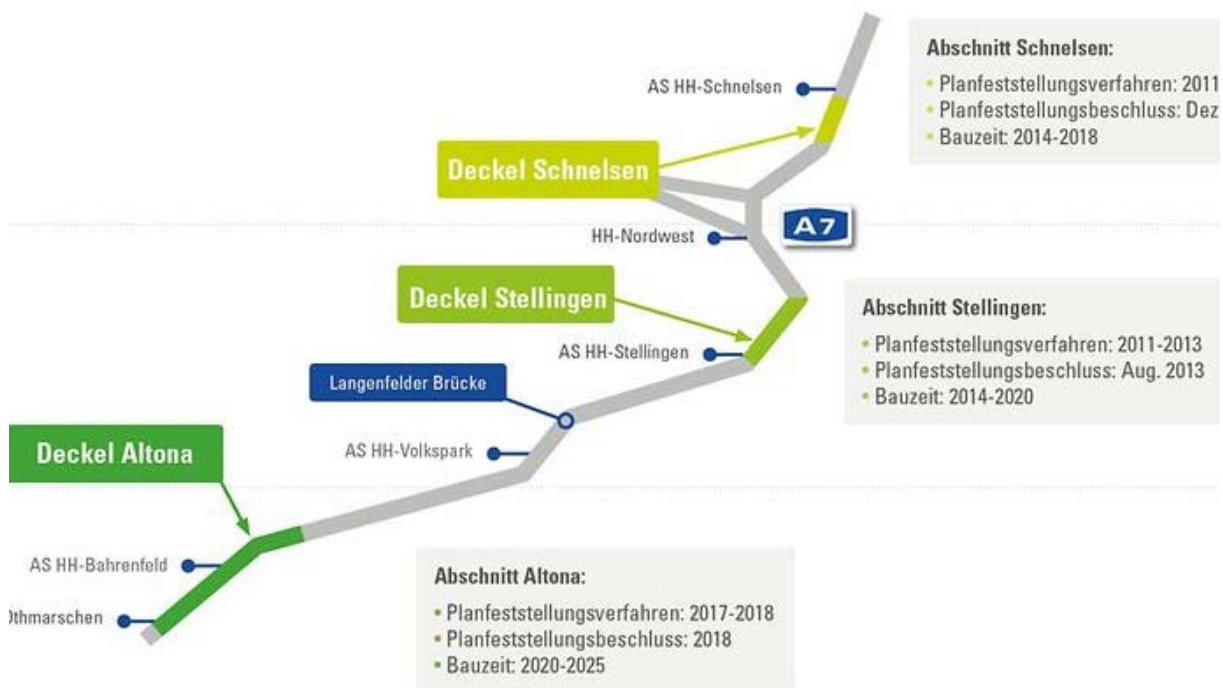 Abschnitt Schnelsen:
• Planfeststellungsverfahren: 2011
• Planfeststellungsbeschluss: Dez
• Bauzeit: 2014-2018
AS HH-Schnelsen
Deckel Schnelsen
A 7
HH-Nordwest
Deckel Stellingen
AS HH-Stellingen
Abschnitt Stellingen:
• Planfeststellungsverfahren: 2011-2013
• Planfeststellungsbeschluss: Aug. 2013
• Bauzeit: 2014-2020
Langenfelder Brücke
AS HH-Volkspark
Deckel Altona
AS HH-Bahrenfeld
Othmarschen
Abschnitt Altona:
• Planfeststellungsverfahren: 2017-2018
• Planfeststellungsbeschluss: 2018
• Bauzeit: 2020-2025